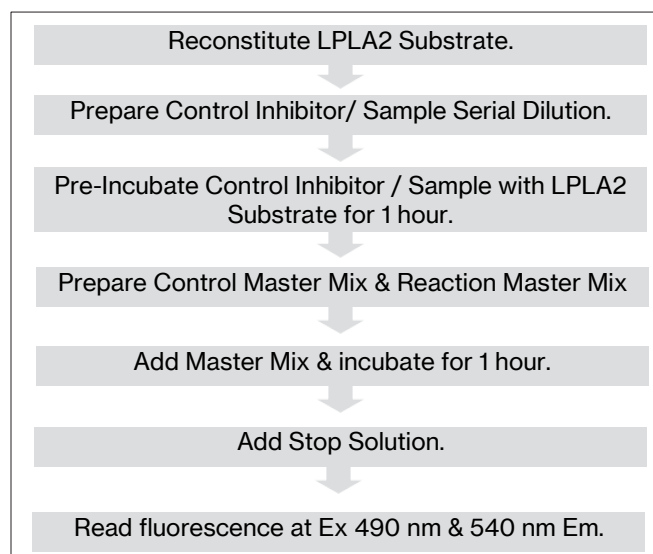 Reconstitute LPLA2 Substrate.
Prepare Control Inhibitor/ Sample Serial Dilution.
Pre-Incubate Control Inhibitor / Sample with LPLA2
Substrate for 1 hour.
Prepare Control Master Mix & Reaction Master Mix
Add Master Mix & incubate for 1 hour.
Add Stop Solution.
Read fluorescence at Ex 490 nm & 540 nm Em.